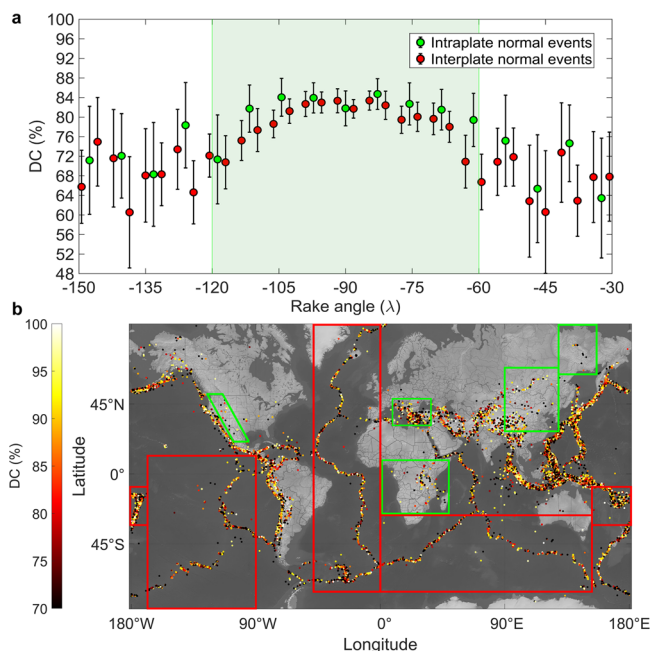 a
100
96
92
88
84
80
76
72
68
64
60
56
52
48
DC (%)
Intraplate normal events
Interplate normal events
-150 -135 -120 -105 -90 -75 -60 -45 -30
Rake angle (λ)
b
100
95
90
85
80
75
70
DC (%)
Latitude
45°N
0°
45°S
180°W 90°W 0° 90°E 180°E
Longitude